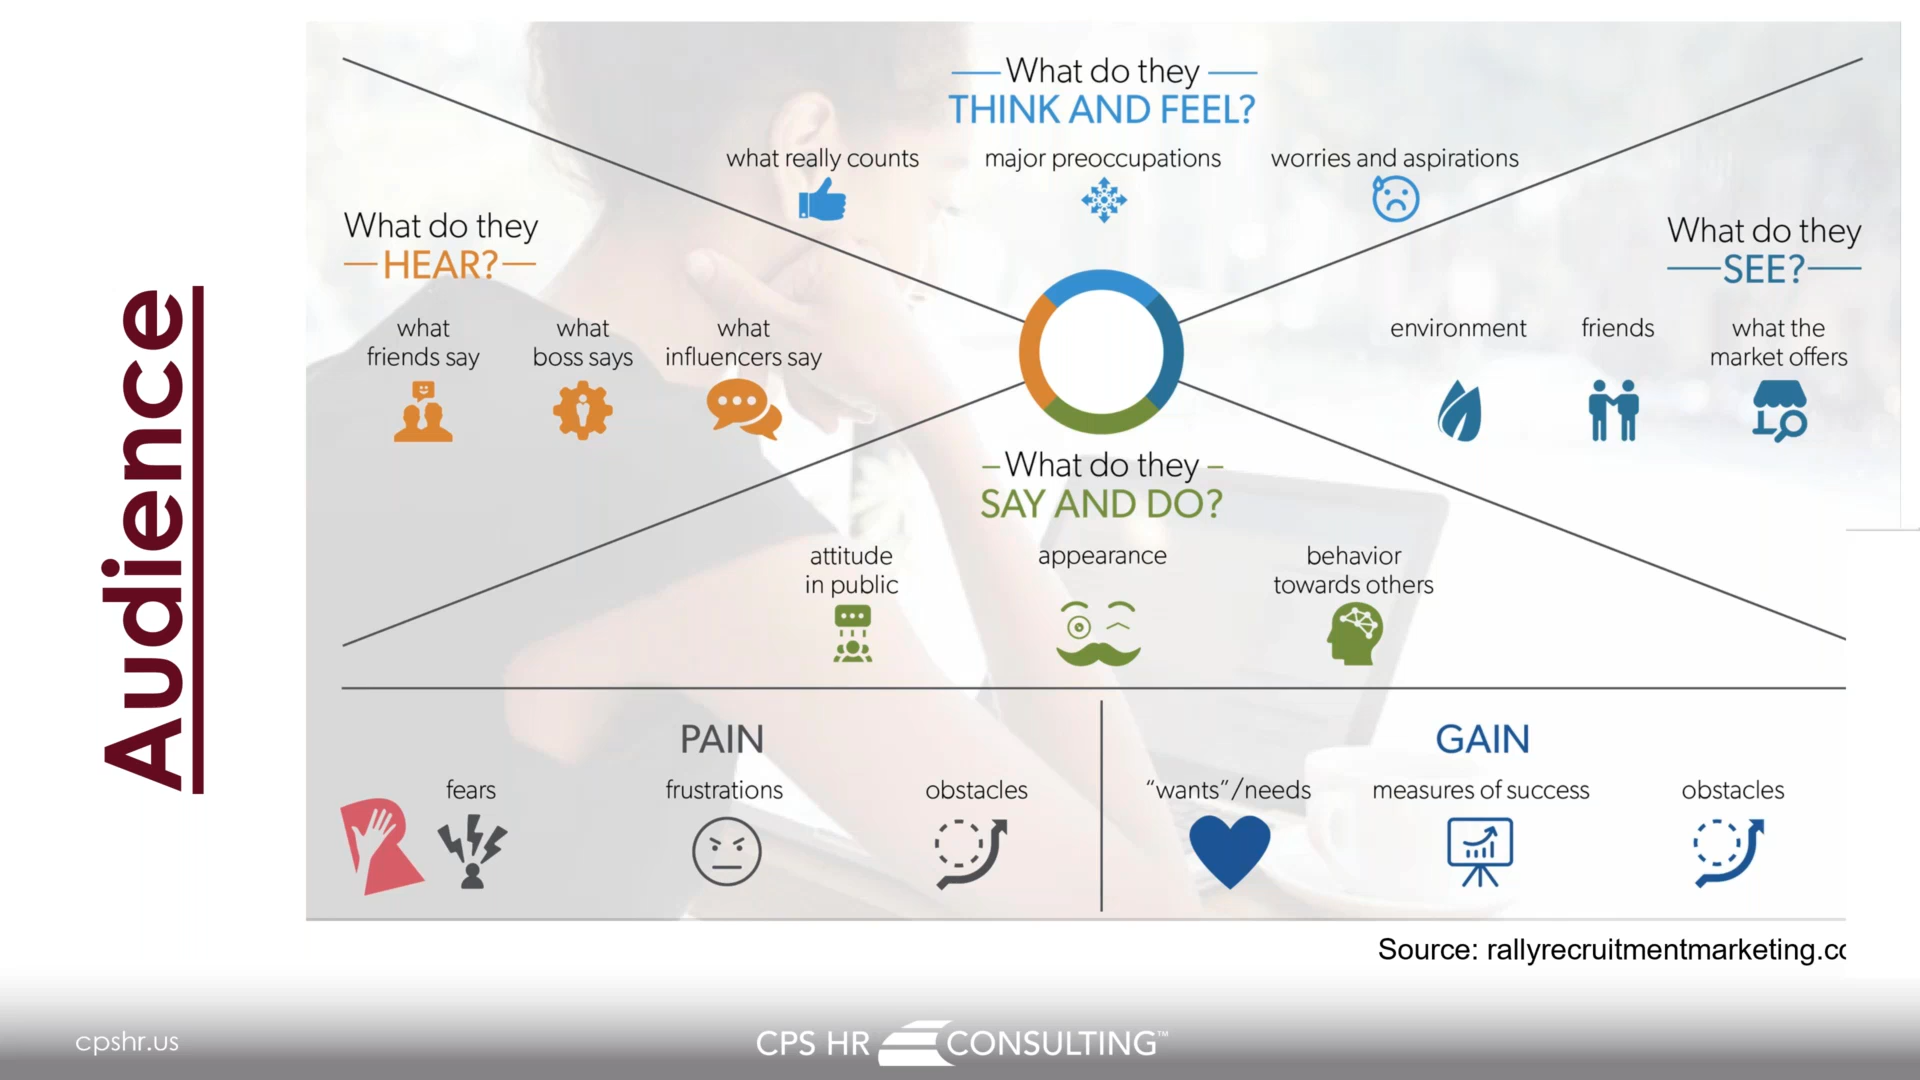 Audience
What do they
THINK AND FEEL?
what really counts
major preoccupations
worries and aspirations
What do they
HEAR?
what
friends say
what
boss says
what
influencers say
What do they
SEE?
environment
friends
what the
market offers
What do they
SAY AND DO?
attitude
in public
appearance
behavior
towards others
PAIN
fears
frustrations
obstacles
GAIN
“wants”/needs
measures of success
obstacles
Source: rallyrecruitmentmarketing.co
cpshr.us
CPS HR CONSULTING™